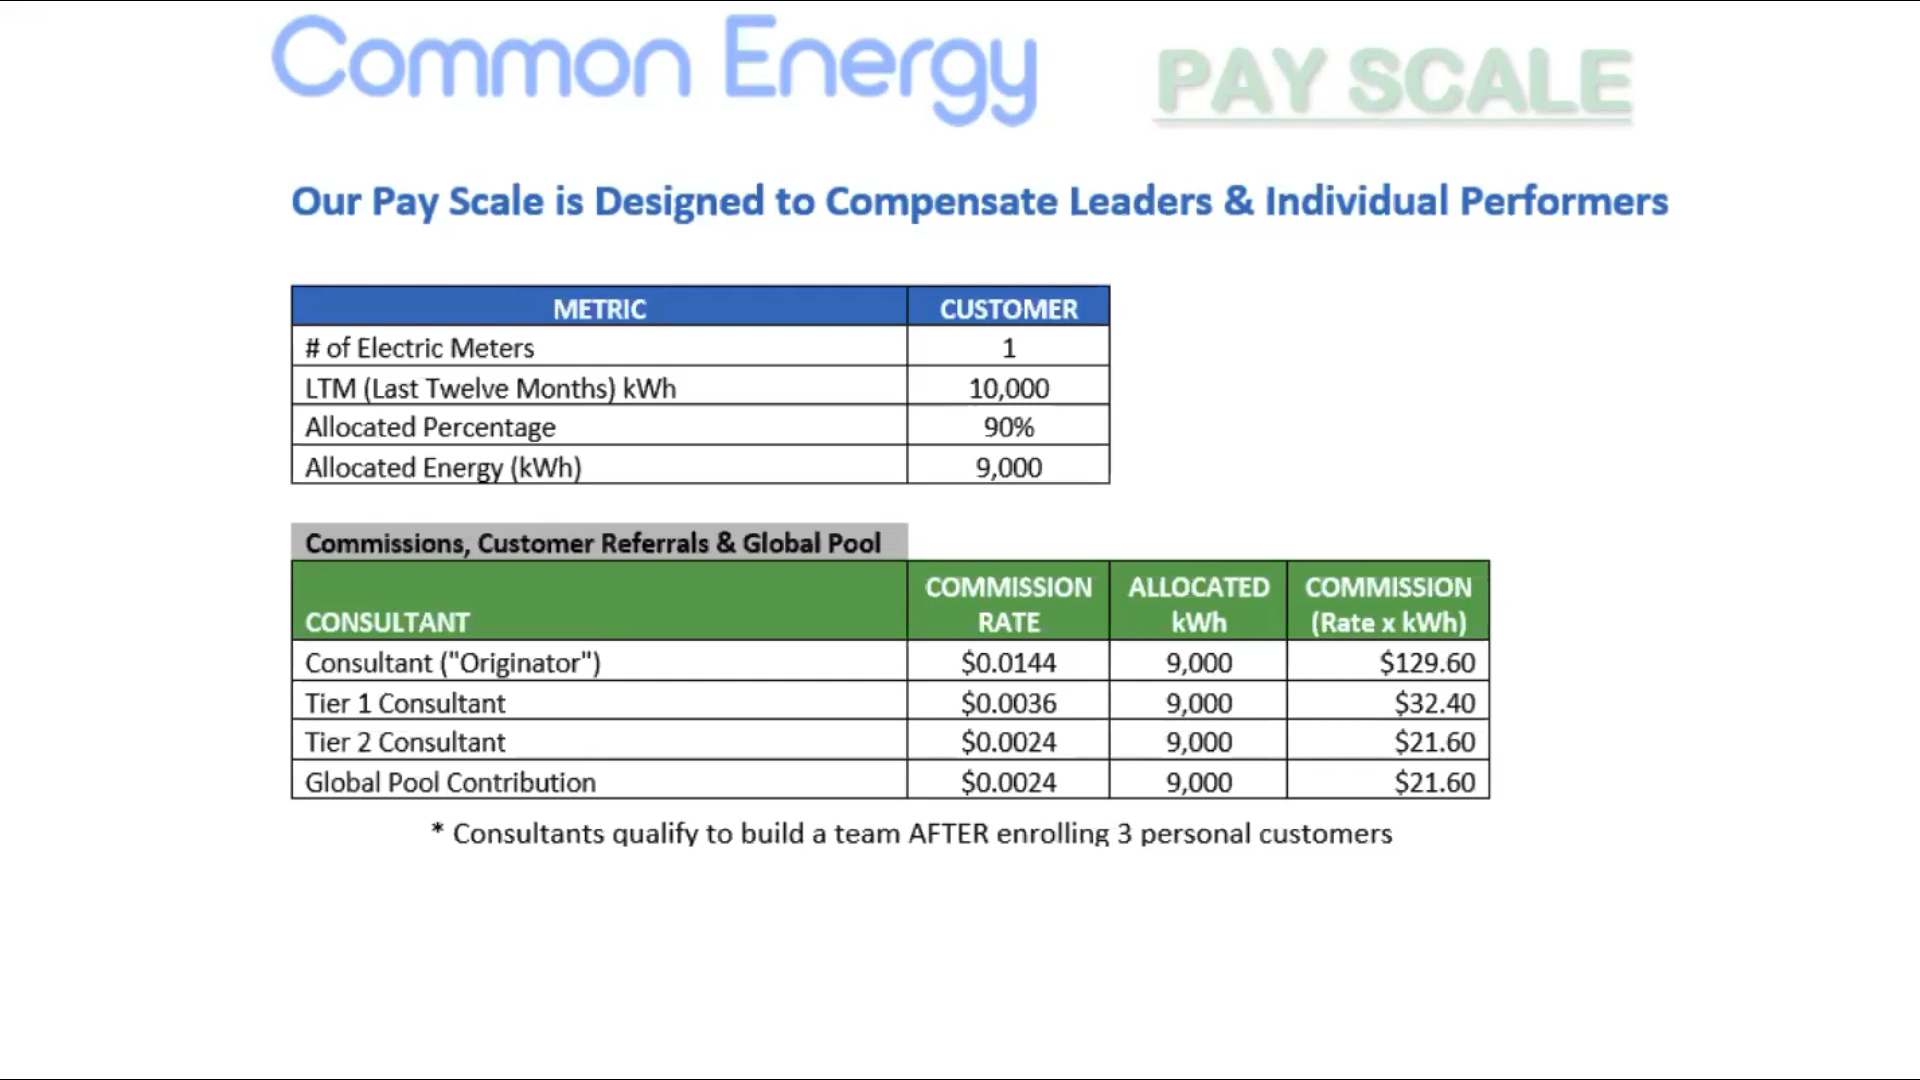 Common Energy PAY SCALE
Our Pay Scale is Designed to Compensate Leaders & Individual Performers
METRIC CUSTOMER
# of Electric Meters 1
LTM (Last Twelve Months) kWh 10,000
Allocated Percentage 90%
Allocated Energy (kWh) 9,000
Commissions, Customer Referrals & Global Pool
CONSULTANT COMMISSION RATE ALLOCATED kWh COMMISSION (Rate x kWh)
Consultant ("Originator") $0.0144 9,000 $129.60
Tier 1 Consultant $0.0036 9,000 $32.40
Tier 2 Consultant $0.0024 9,000 $21.60
Global Pool Contribution $0.0024 9,000 $21.60
* Consultants qualify to build a team AFTER enrolling 3 personal customers